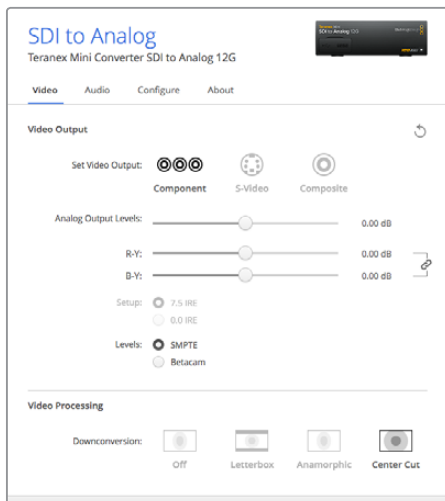 SDI to Analog
Teranex Mini Converter SDI to Analog 12G
Video Audio Configure About
Video Output
Set Video Output:
Component S-Video Composite
Analog Output Levels: 0.00 dB
R-Y: 0.00 dB
B-Y: 0.00 dB
Setup: 7.5 IRE
0.0 IRE
Levels: SMPTE
Betacam
Video Processing
Downconversion:
Off Letterbox Anamorphic Center Cut